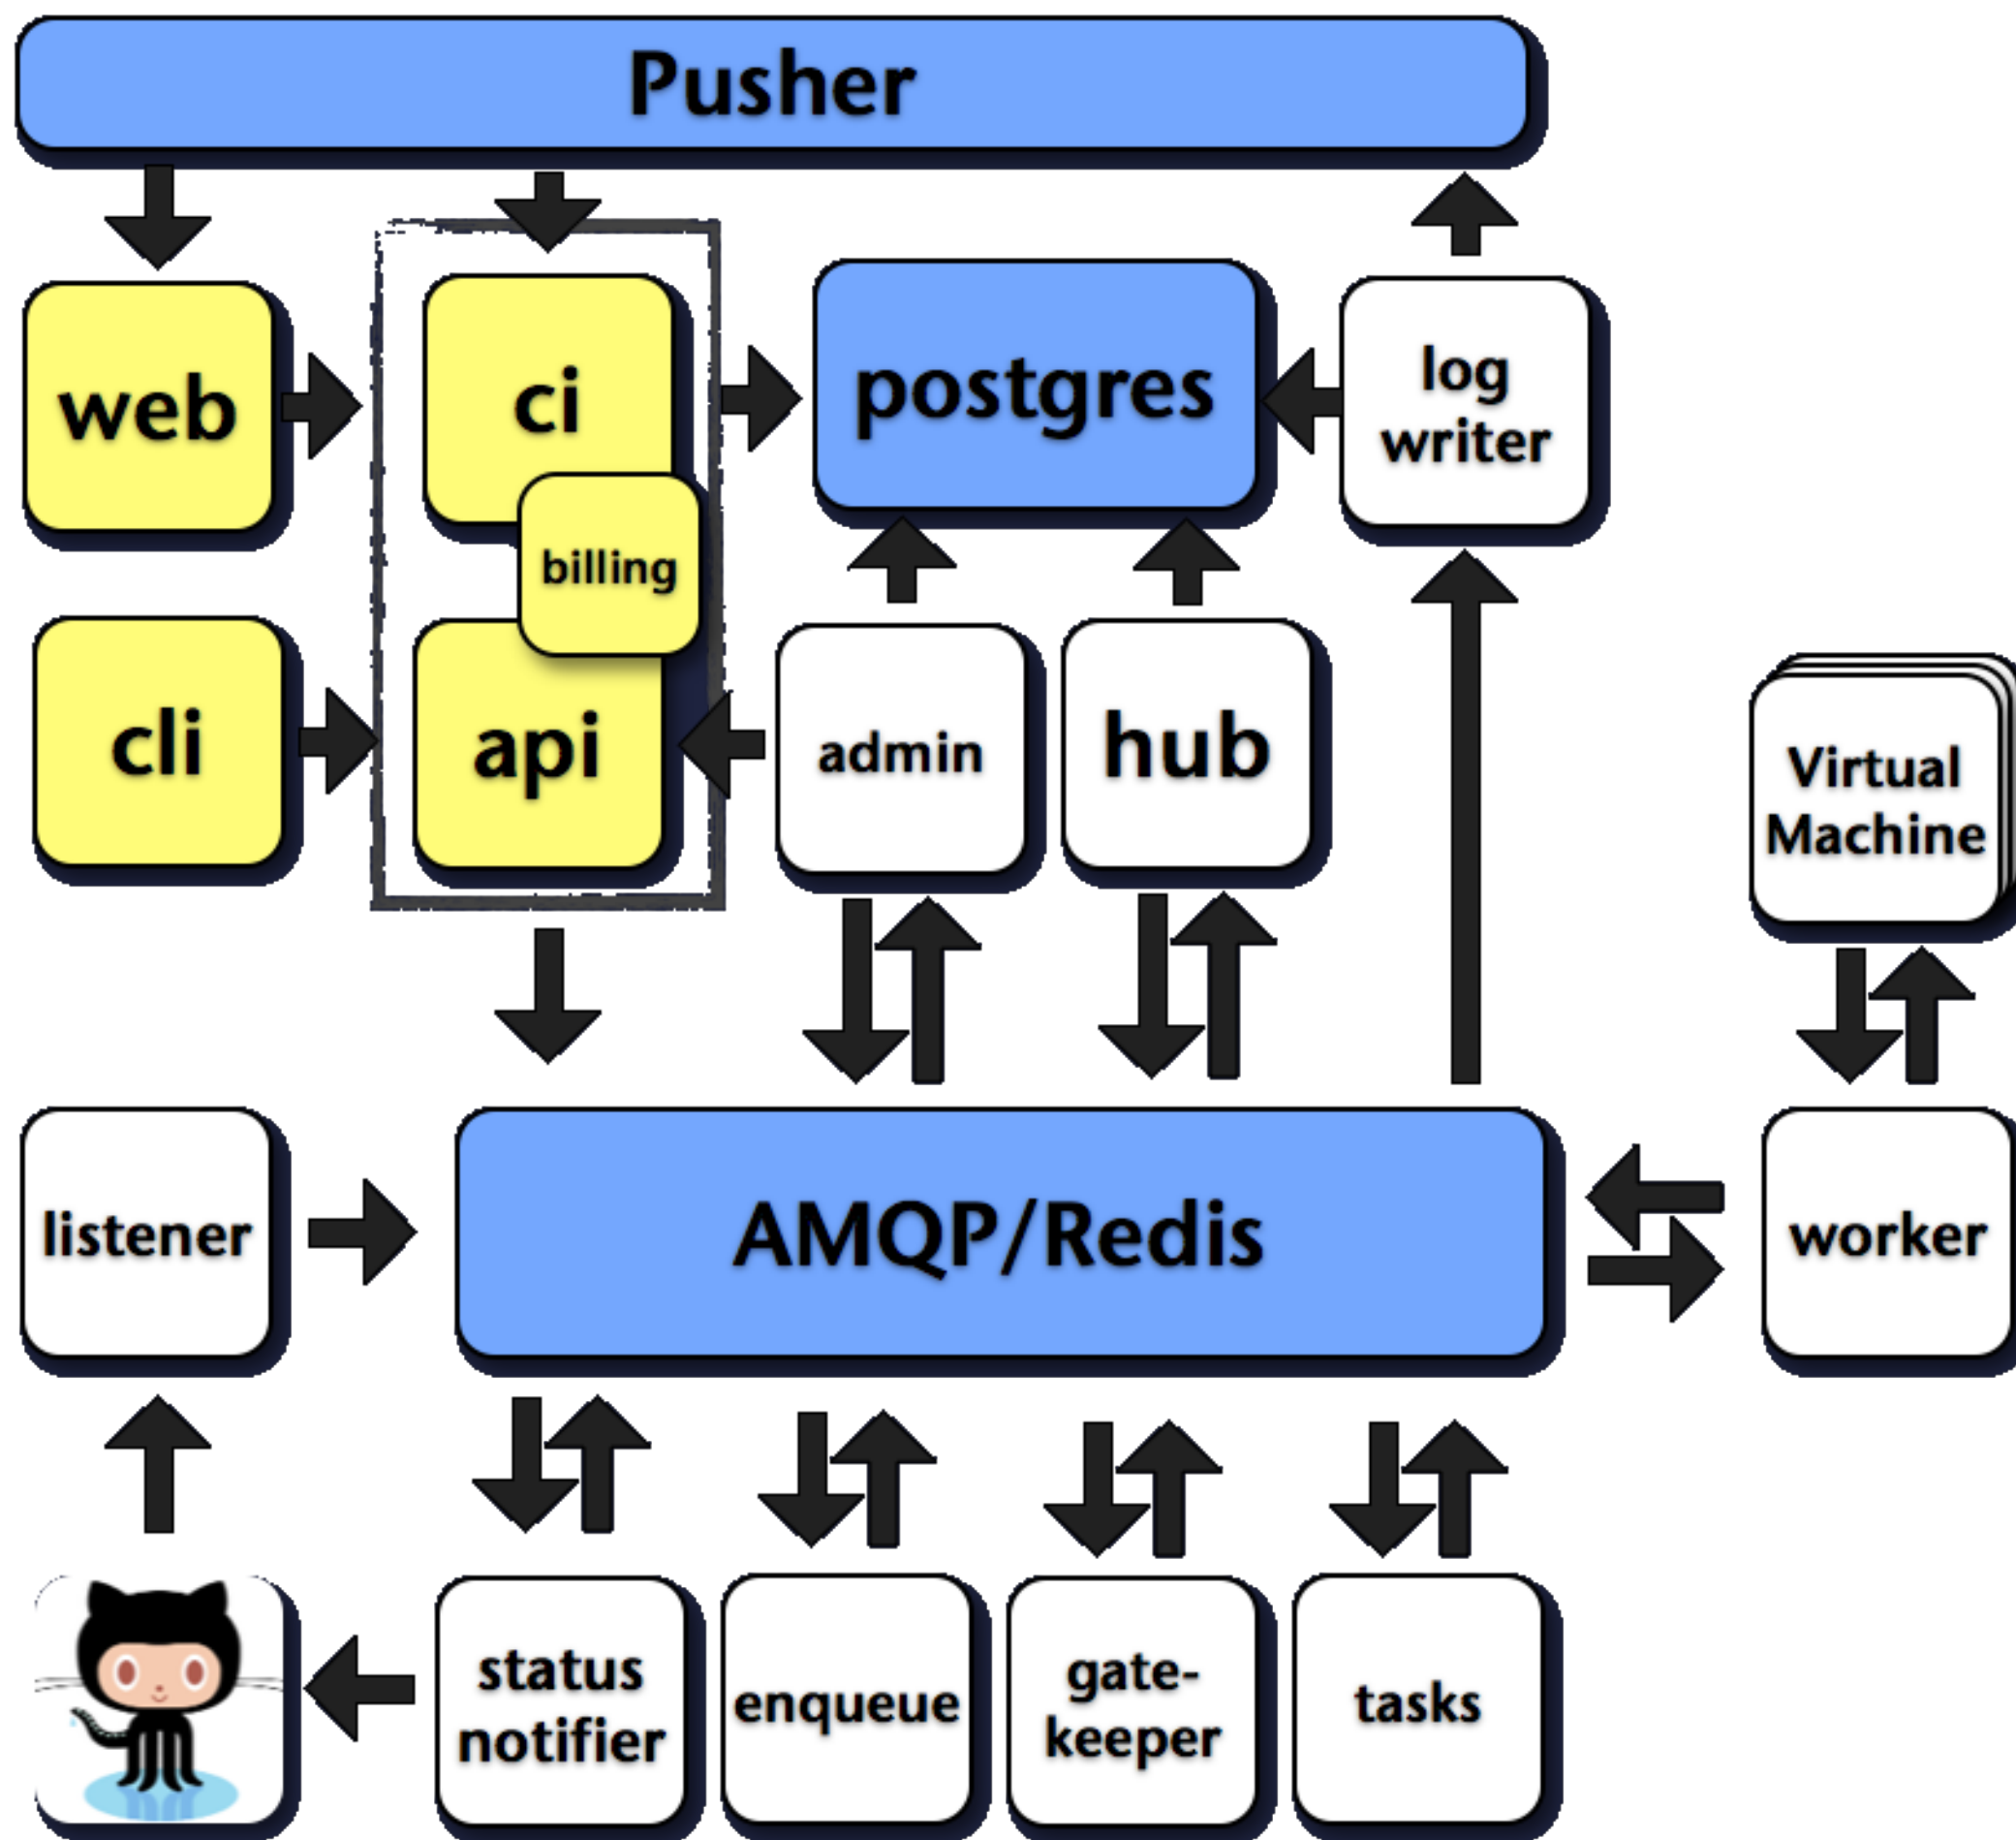 Pusher
web
ci
postgres
log
writer
billing
cli
api
admin
hub
Virtual
Machine
listener
AMQP/Redis
worker
status
notifier
enqueue
gate-
keeper
tasks